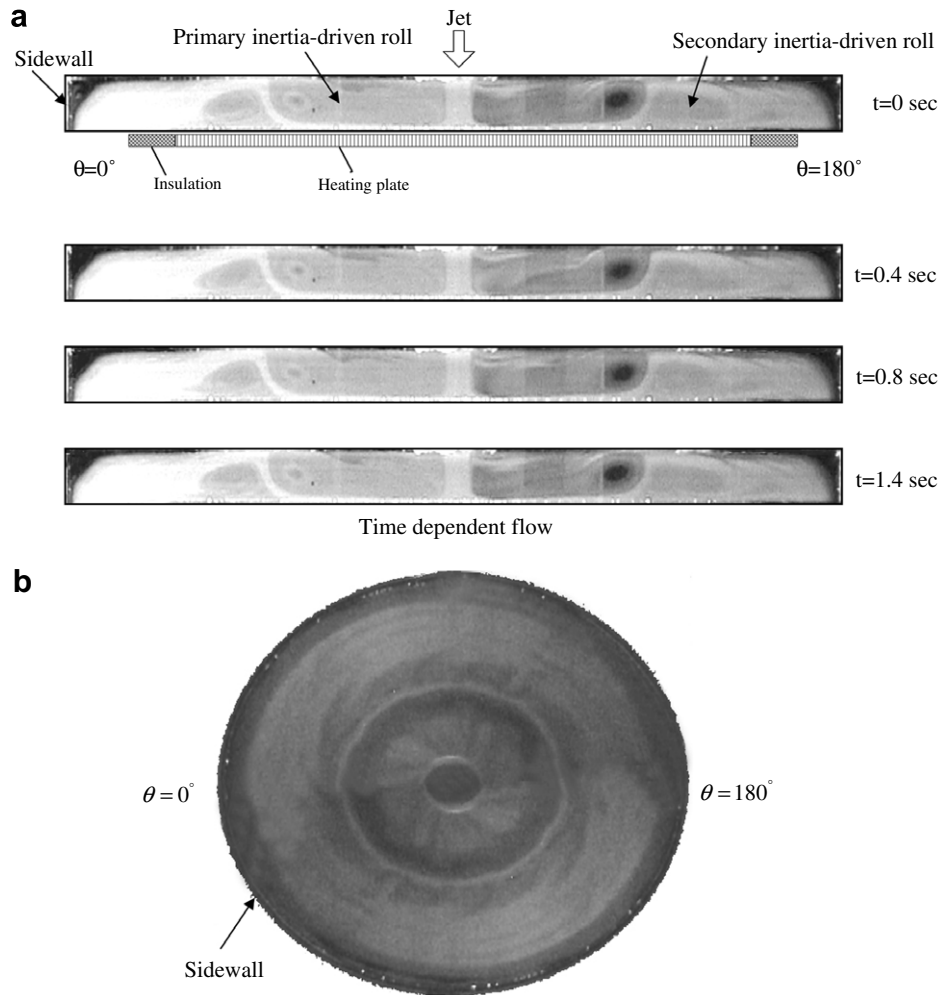 a
Jet
Primary inertia-driven roll
Secondary inertia-driven roll
Sidewall
t=0 sec
θ=0°
θ=180°
Insulation
Heating plate
t=0.4 sec
t=0.8 sec
t=1.4 sec
Time dependent flow
b
θ = 0°
θ = 180°
Sidewall